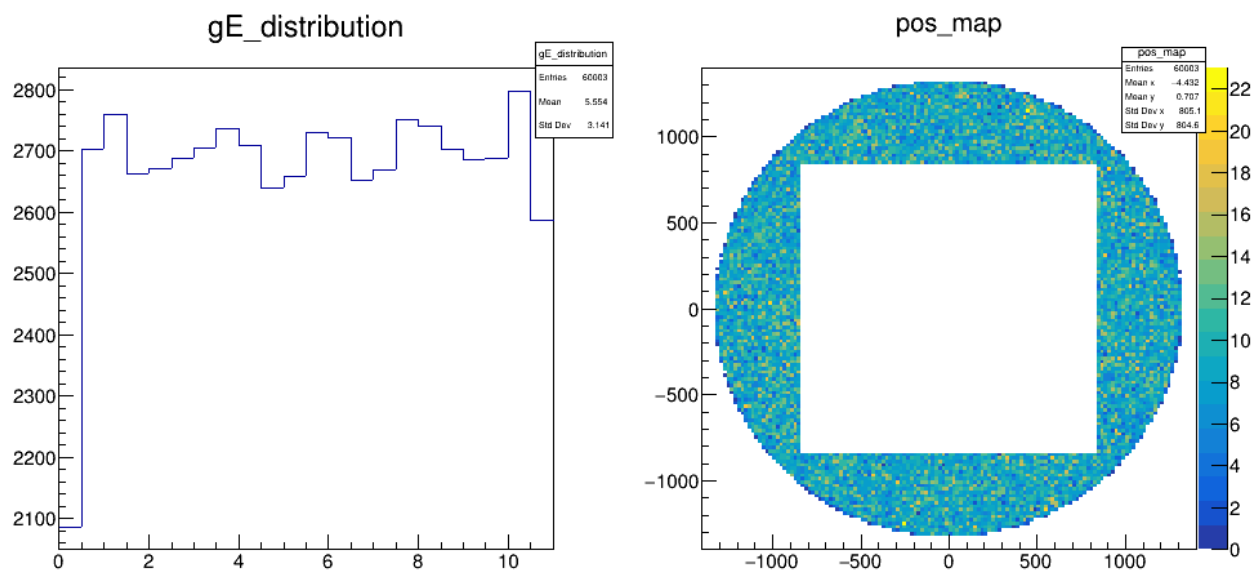 gE_distribution
gE_distribution
Entries 60003
Mean 5.554
Std Dev 3.141
2800
2700
2600
2500
2400
2300
2200
2100
0 2 4 6 8 10
pos_map
pos_map
Entries 60003
Mean x −4.432
Mean y 0.707
Std Dev x 805.1
Std Dev y 804.6
1000
500
0
−500
−1000
−1000 −500 0 500 1000
22
20
18
16
14
12
10
8
6
4
2
0